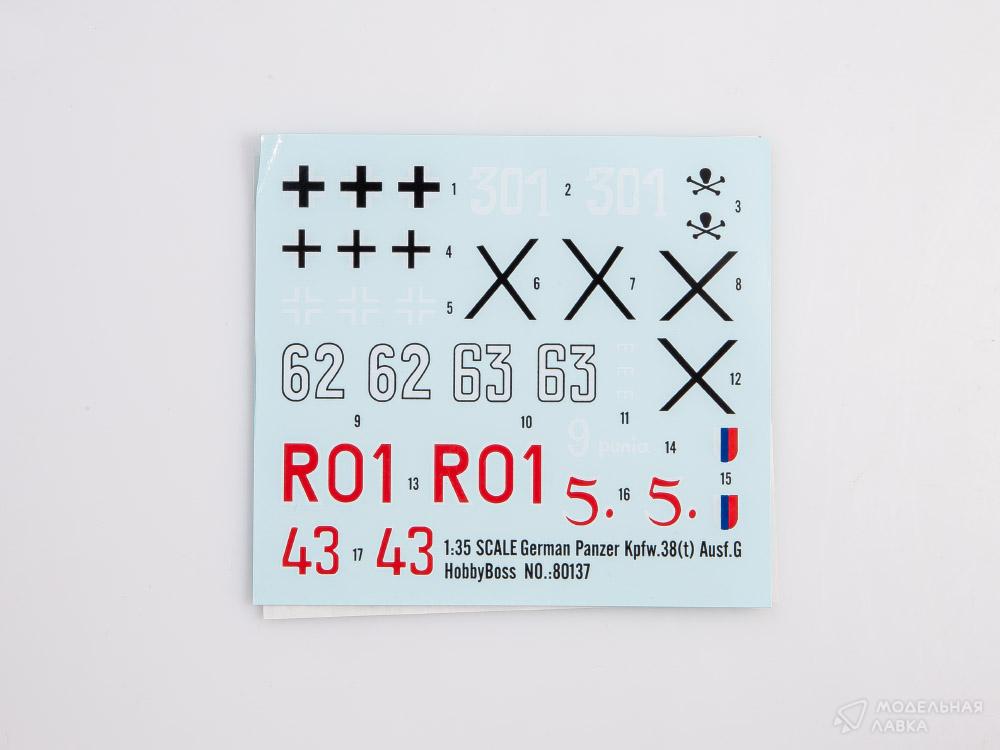 1 301 2 301 3
4 6 7 8
5
62 62 63 63 E E E 12
9 10 11
R01 13 R01 9 punia 14
5. 16 5. 15
43 17 43 1:35 SCALE German Panzer Kpfw.38(t) Ausf.G
HobbyBoss NO.:80137
МОДЕЛЬНАЯ
ЛАВКА